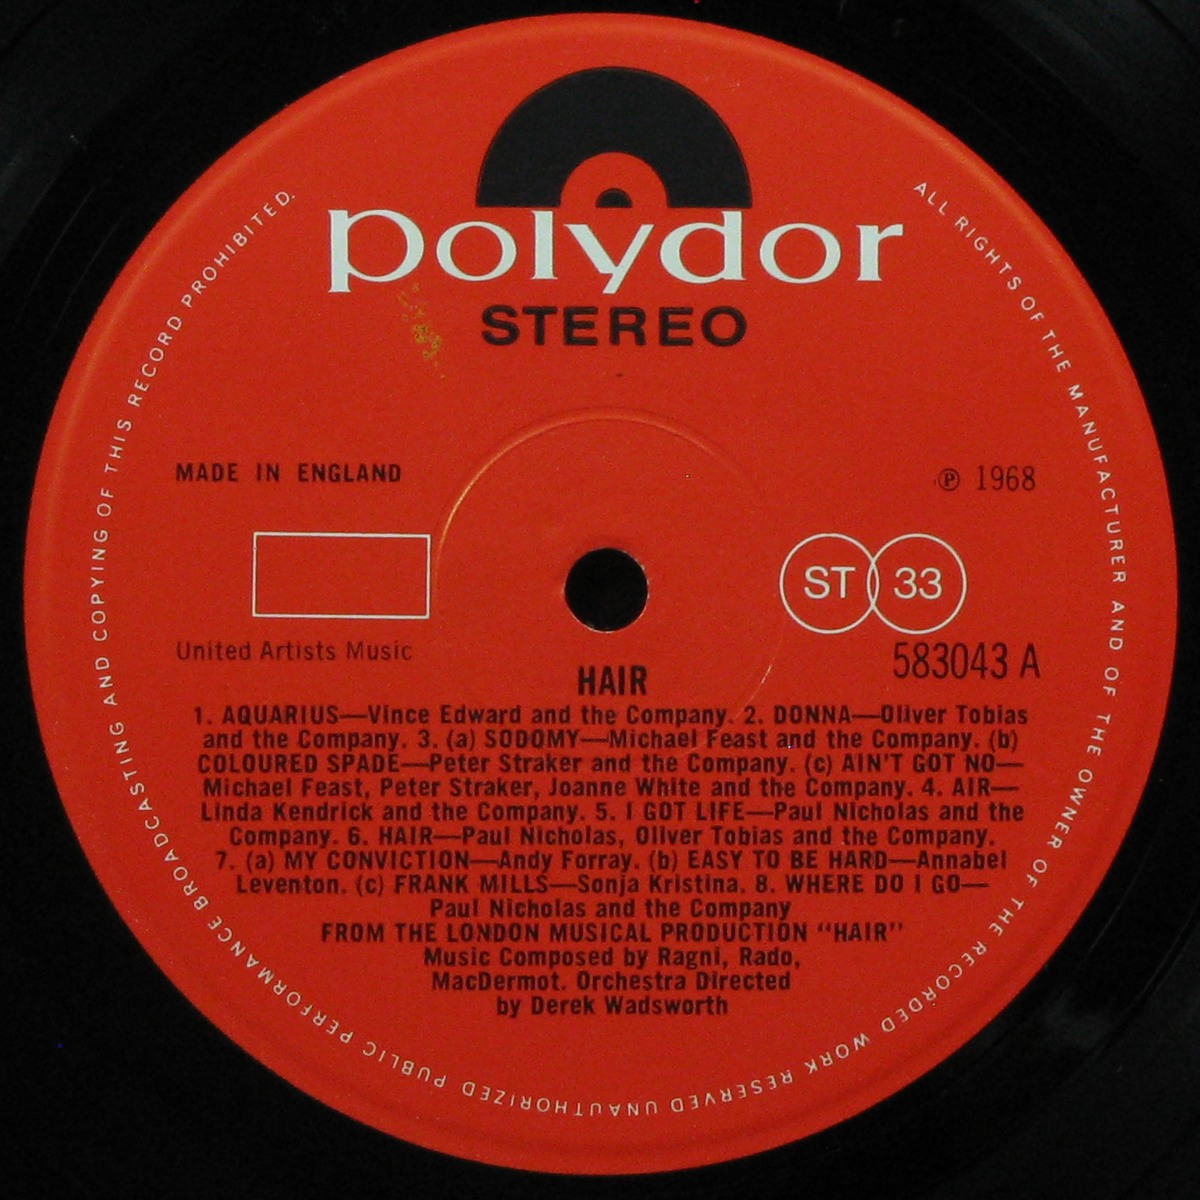 polydor
STEREO
MADE IN ENGLAND
℗ 1968
ST 33
United Artists Music
583043 A
HAIR
1. AQUARIUS—Vince Edward and the Company. 2. DONNA—Oliver Tobias
and the Company. 3. (a) SODOMY—Michael Feast and the Company. (b)
COLOURED SPADE—Peter Straker and the Company. (c) AIN'T GOT NO—
Michael Feast, Peter Straker, Joanne White and the Company. 4. AIR—
Linda Kendrick and the Company. 5. I GOT LIFE—Paul Nicholas and the
Company. 6. HAIR—Paul Nicholas, Oliver Tobias and the Company.
7. (a) MY CONVICTION—Andy Forray. (b) EASY TO BE HARD—Annabel
Leventon. (c) FRANK MILLS—Sonja Kristina. 8. WHERE DO I GO—
Paul Nicholas and the Company
FROM THE LONDON MUSICAL PRODUCTION “HAIR”
Music Composed by Ragni, Rado,
MacDermot. Orchestra Directed
by Derek Wadsworth
ALL RIGHTS OF THE MANUFACTURER AND OF THE OWNER OF THE RECORDED WORK RESERVED UNAUTHORIZED PUBLIC PERFORMANCE BROADCASTING AND COPYING OF THIS RECORD PROHIBITED.